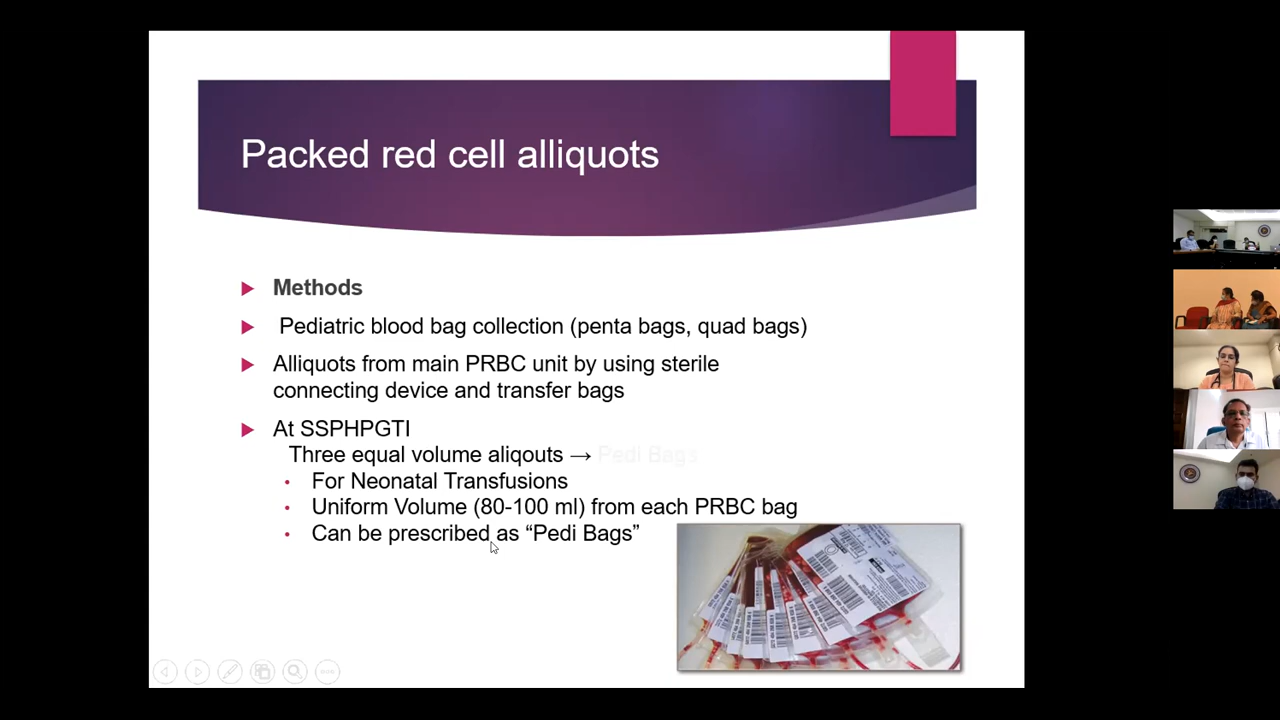 Packed red cell alliquots
Methods
Pediatric blood bag collection (penta bags, quad bags)
Alliquots from main PRBC unit by using sterile
connecting device and transfer bags
At SSPHPGTI
Three equal volume aliqouts → Pedi Bags
For Neonatal Transfusions
Uniform Volume (80-100 ml) from each PRBC bag
Can be prescribed as “Pedi Bags”